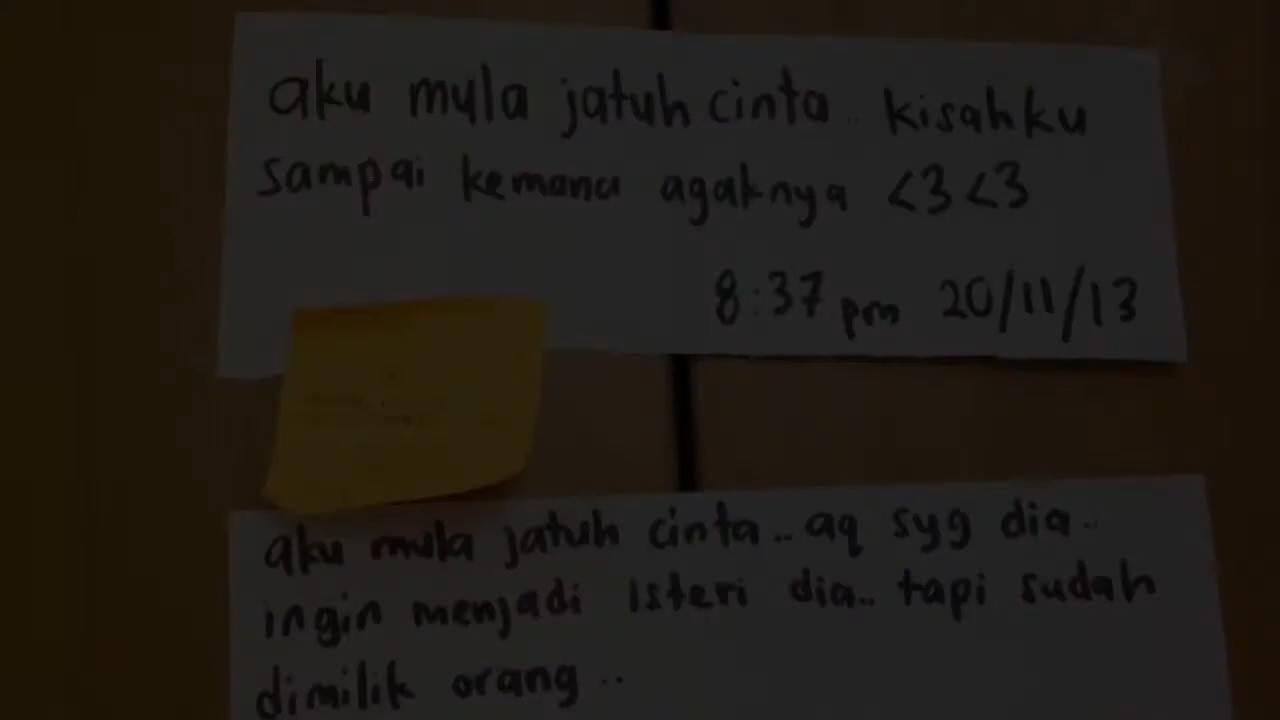 aku mula jatuh cinta.. kisahku
sampai kemana agaknya <3 <3
8:37 pm 20/11/13
aku mula jatuh cinta.. aq syg dia..
ingin menjadi isteri dia.. tapi sudah
dimilik orang..